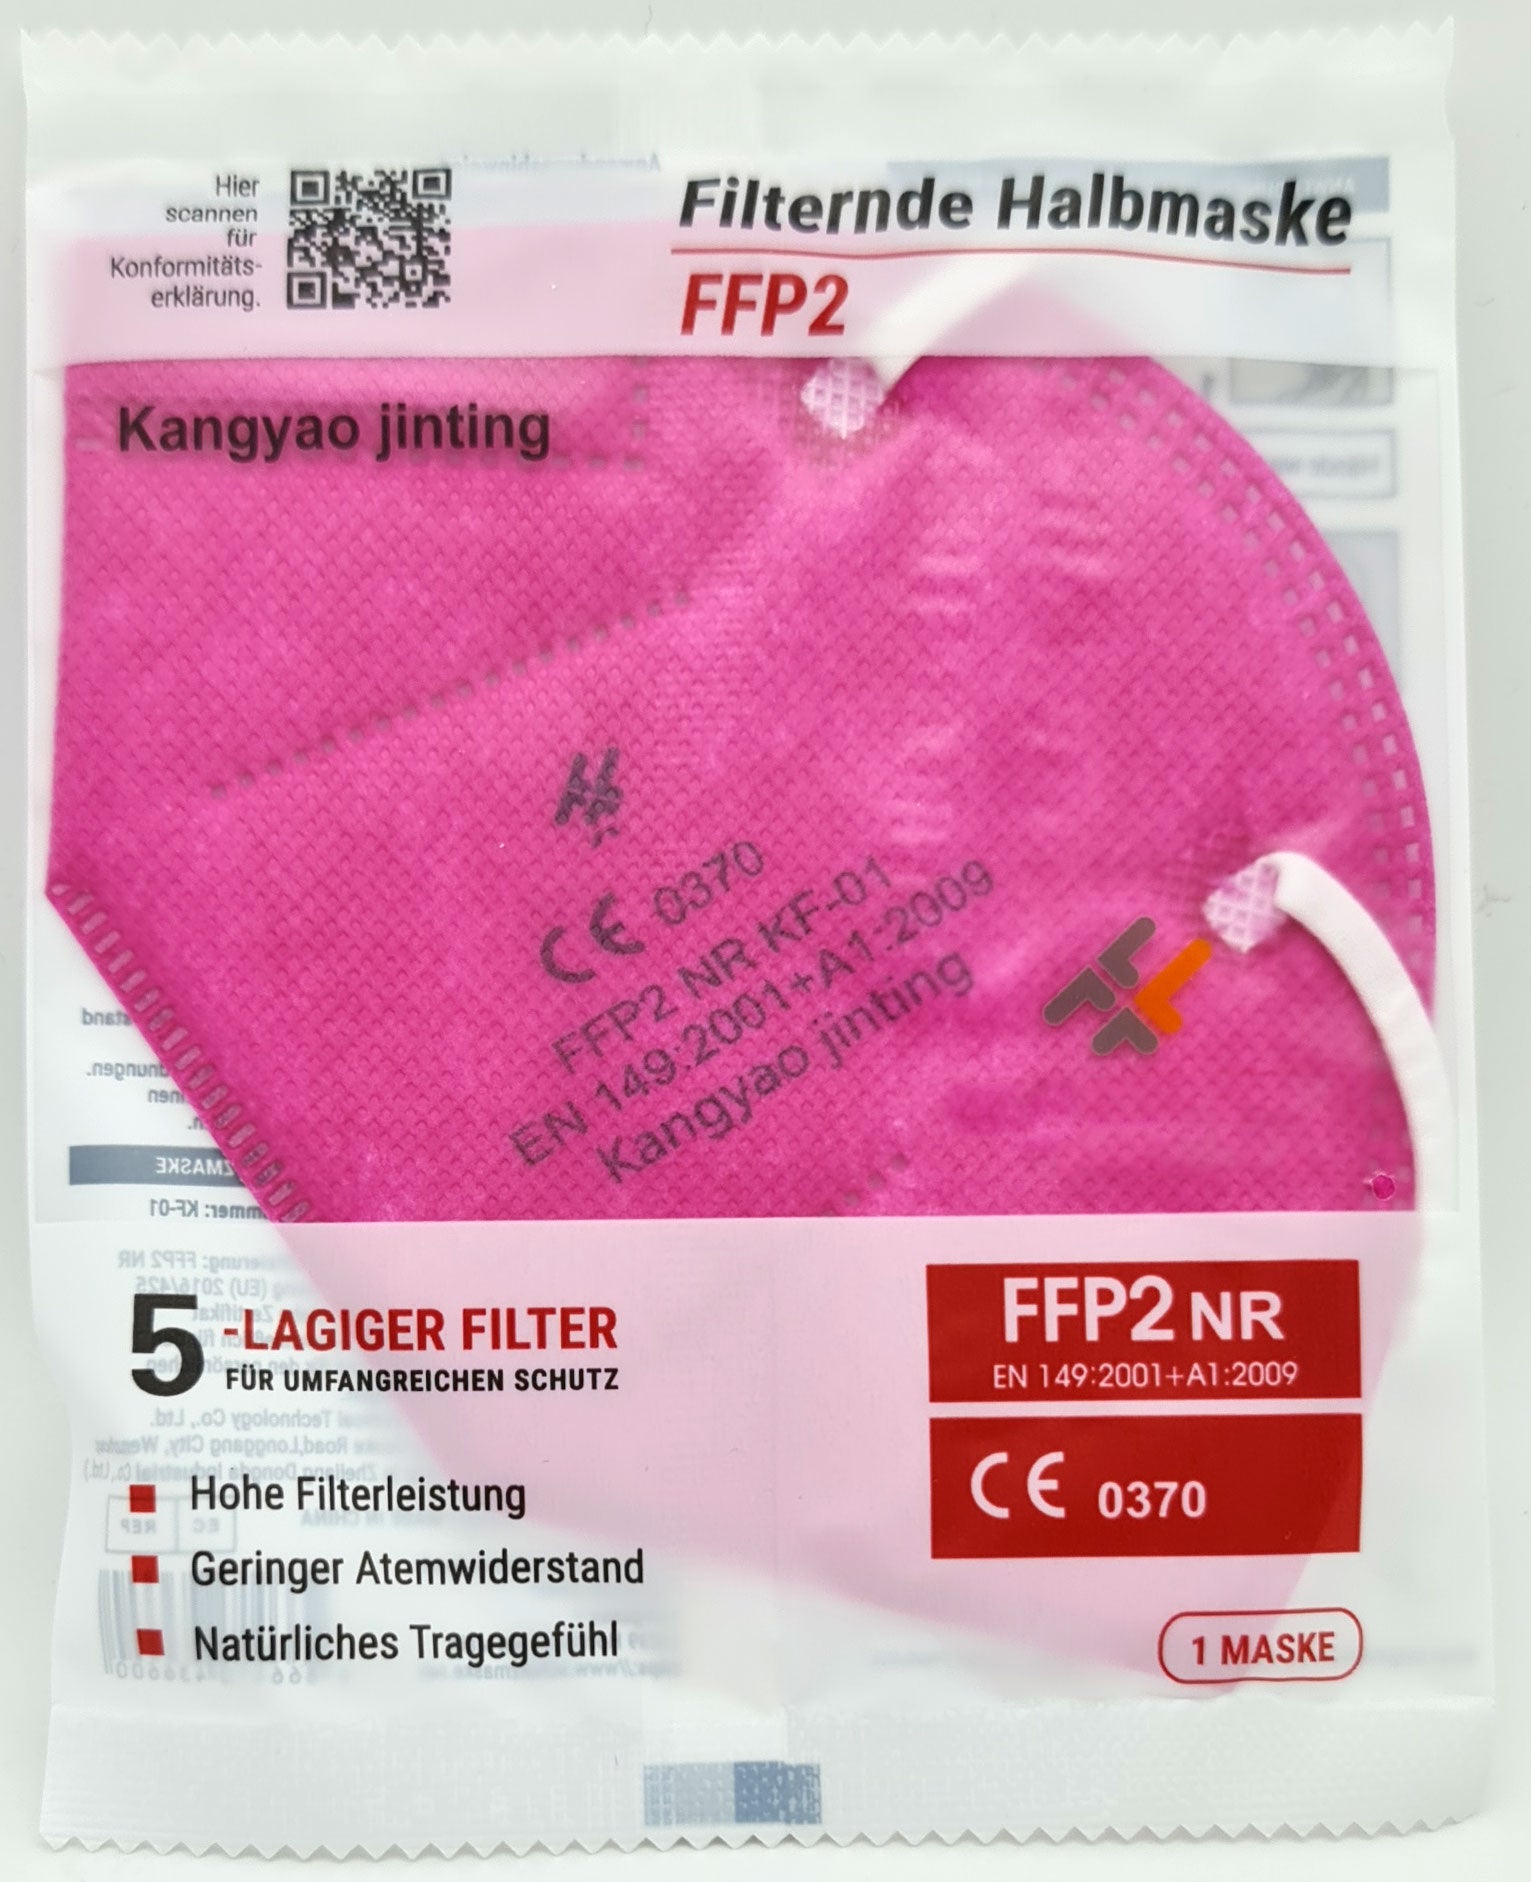 Hier
scannen
für
Konformitäts-
erklärung.
Filternde Halbmaske
FFP2
Kangyao jinting
CE 0370
FFP2 NR KF-01
EN 149:2001+A1:2009
Kangyao jinting
5-LAGIGER FILTER
FÜR UMFANGREICHEN SCHUTZ
Hohe Filterleistung
Geringer Atemwiderstand
Natürliches Tragegefühl
FFP2 NR
EN 149:2001+A1:2009
CE 0370
1 MASKE